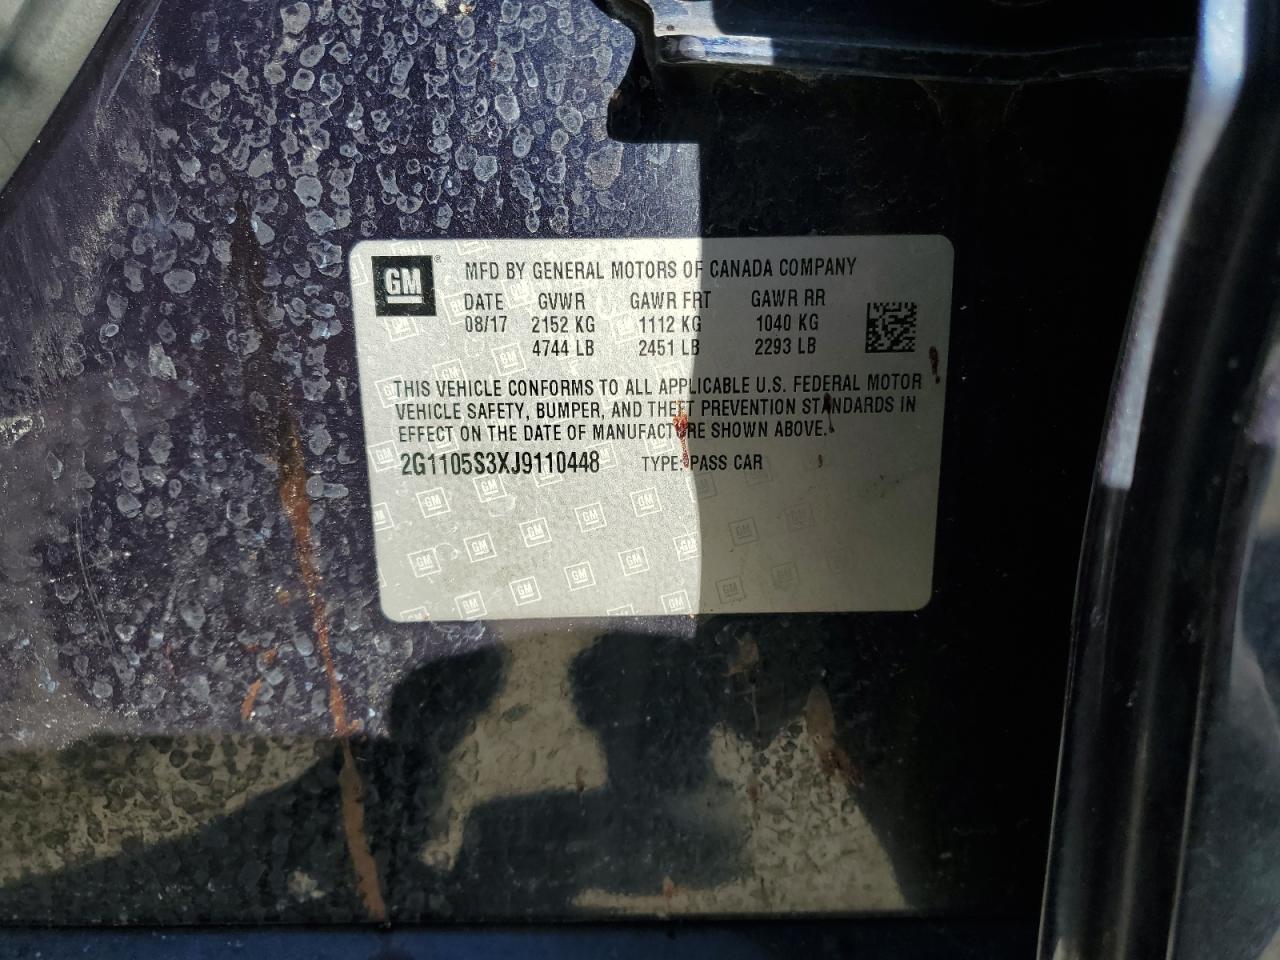 GM ®
MFD BY GENERAL MOTORS OF CANADA COMPANY
DATE GVWR GAWR FRT GAWR RR
08/17 2152 KG 1112 KG 1040 KG
4744 LB 2451 LB 2293 LB
THIS VEHICLE CONFORMS TO ALL APPLICABLE U.S. FEDERAL MOTOR
VEHICLE SAFETY, BUMPER, AND THEFT PREVENTION STANDARDS IN
EFFECT ON THE DATE OF MANUFACTURE SHOWN ABOVE.
2G1105S3XJ9110448 TYPE: PASS CAR